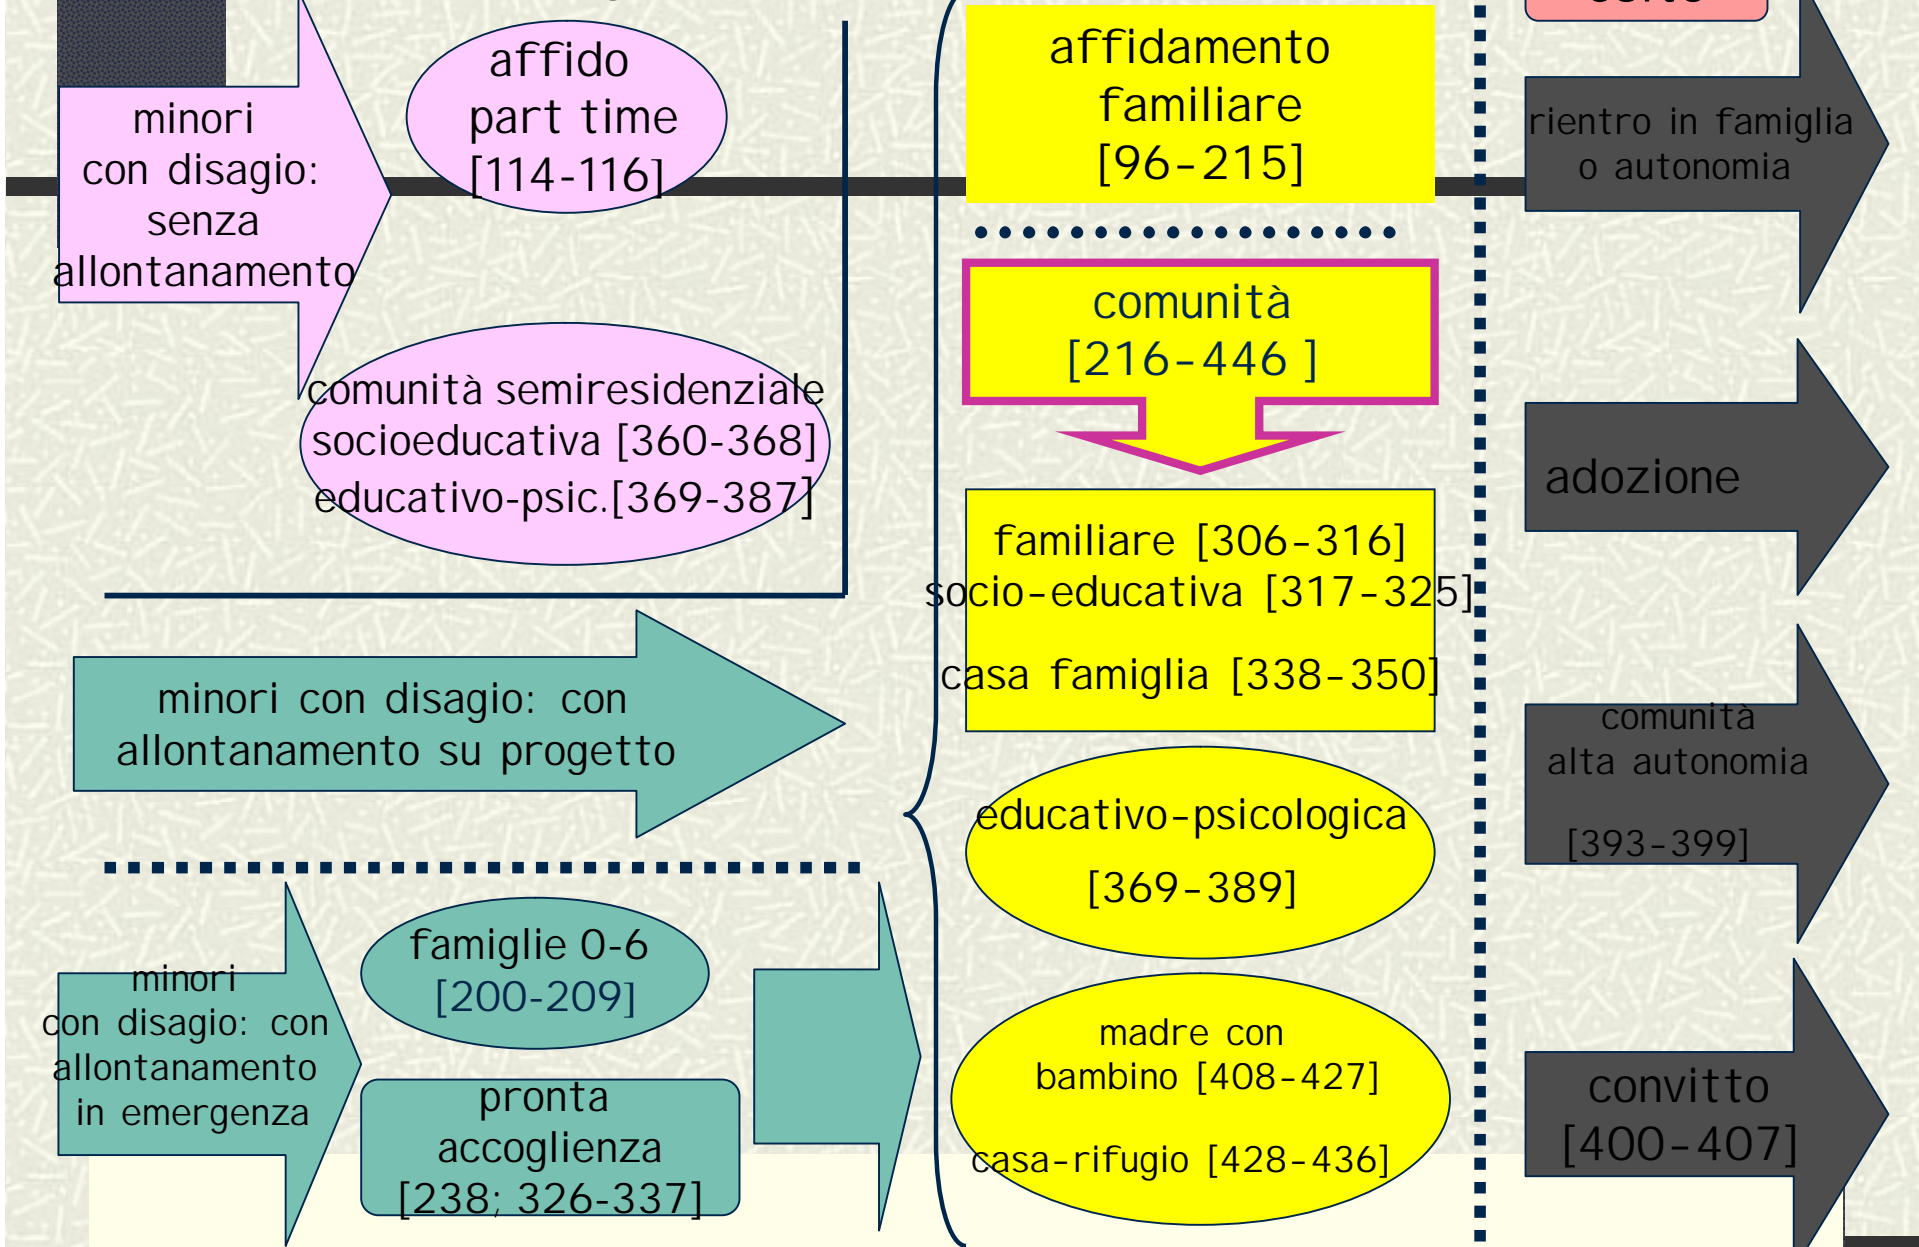 minori
con disagio:
senza
allontanamento
affido
part time
[114-116]
comunità semiresidenziale
socioeducativa [360-368]
educativo-psic.[369-387]
minori con disagio: con
allontanamento su progetto
minori
con disagio: con
allontanamento
in emergenza
famiglie 0-6
[200-209]
pronta
accoglienza
[238; 326-337]
affidamento
familiare
[96-215]
comunità
[216-446 ]
familiare [306-316]
socio-educativa [317-325]
casa famiglia [338-350]
educativo-psicologica
[369-389]
madre con
bambino [408-427]
casa-rifugio [428-436]
rientro in famiglia
o autonomia
adozione
comunità
alta autonomia
[393-399]
convitto
[400-407]